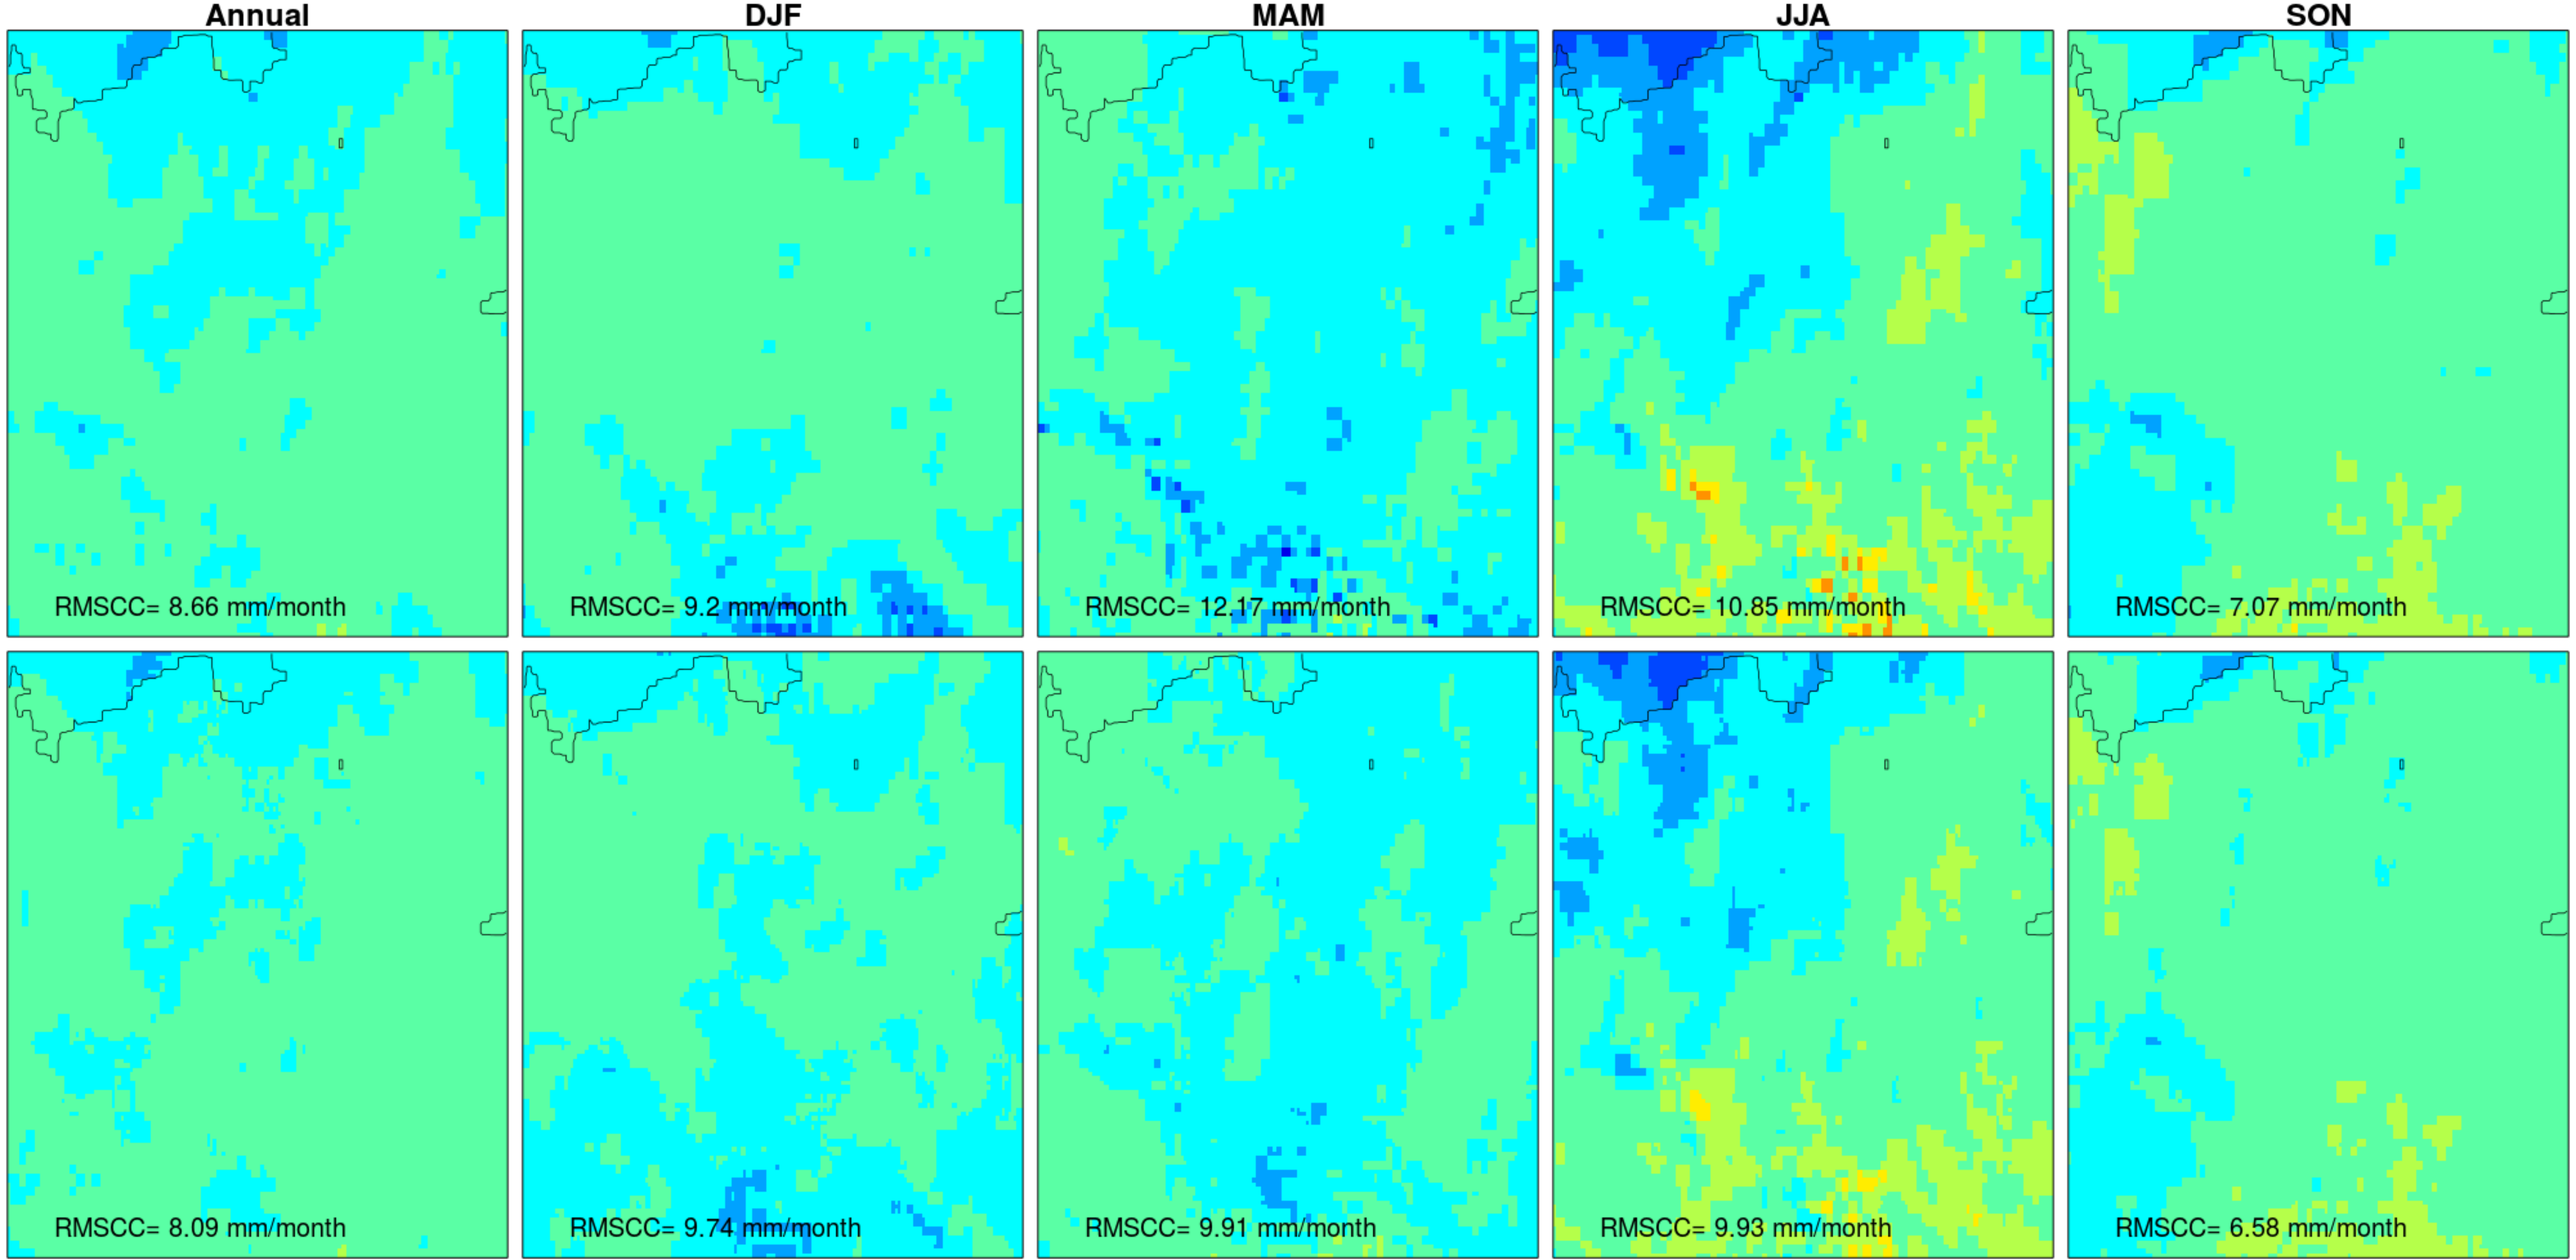 Annual DJF MAM JJA SON
RMSCC= 8.66 mm/month RMSCC= 9.2 mm/month RMSCC= 12.17 mm/month RMSCC= 10.85 mm/month RMSCC= 7.07 mm/month
RMSCC= 8.09 mm/month RMSCC= 9.74 mm/month RMSCC= 9.91 mm/month RMSCC= 9.93 mm/month RMSCC= 6.58 mm/month